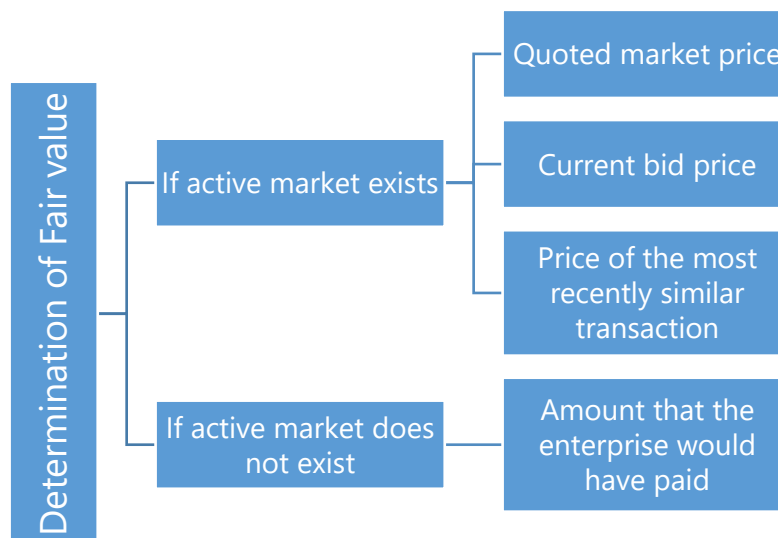 Determination of Fair value
If active market exists
Quoted market price
Current bid price
Price of the most
recently similar
transaction
If active market does
not exist
Amount that the
enterprise would
have paid